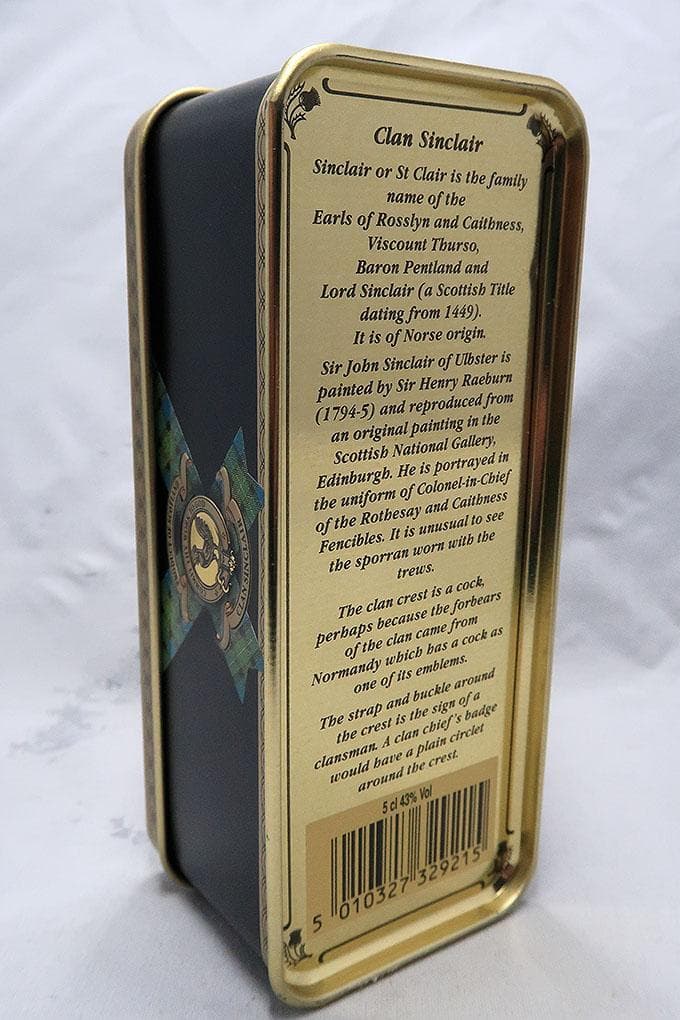 Clan Sinclair
Sinclair or St Clair is the family
name of the
Earls of Rosslyn and Caithness,
Viscount Thurso,
Baron Pentland and
Lord Sinclair (a Scottish Title
dating from 1449).
It is of Norse origin.
Sir John Sinclair of Ulbster is
painted by Sir Henry Raeburn
(1794-5) and reproduced from
an original painting in the
Scottish National Gallery,
Edinburgh. He is portrayed in
the uniform of Colonel-in-Chief
of the Rothesay and Caithness
Fencibles. It is unusual to see
the sporran worn with the
trews.
The clan crest is a cock,
perhaps because the forbears
of the clan came from
Normandy which has a cock as
one of its emblems.
The strap and buckle around
the crest is the sign of a
clansman. A clan chief's badge
would have a plain circlet
around the crest.
5 cl 43% Vol
5 010327 329215